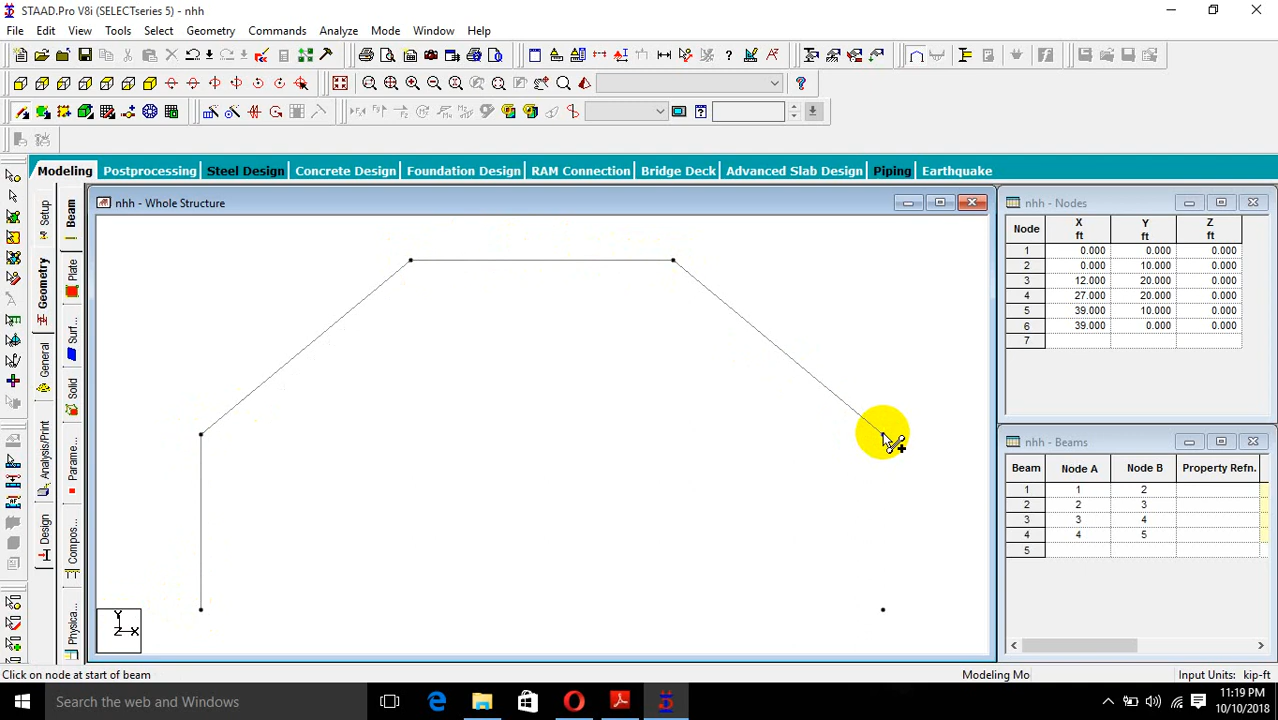 STAAD.Pro V8i (SELECTseries 5) - nhh
File Edit View Tools Select Geometry Commands Analyze Mode Window Help
Modeling Postprocessing Steel Design Concrete Design Foundation Design RAM Connection Bridge Deck Advanced Slab Design Piping Earthquake
Setup
Geometry
General
Analysis/Print
Design
Beam
Plate
Surf...
Solid
Parame...
Compos...
Physica...
nhh - Whole Structure
Y
Z X
nhh - Nodes
Node X ft Y ft Z ft
1 0.000 0.000 0.000
2 0.000 10.000 0.000
3 12.000 20.000 0.000
4 27.000 20.000 0.000
5 39.000 10.000 0.000
6 39.000 0.000 0.000
7
nhh - Beams
Beam Node A Node B Property Refn.
1 1 2
2 2 3
3 3 4
4 4 5
5
Click on node at start of beam
Modeling Mo
Input Units: kip-ft
Search the web and Windows
11:19 PM
10/10/2018